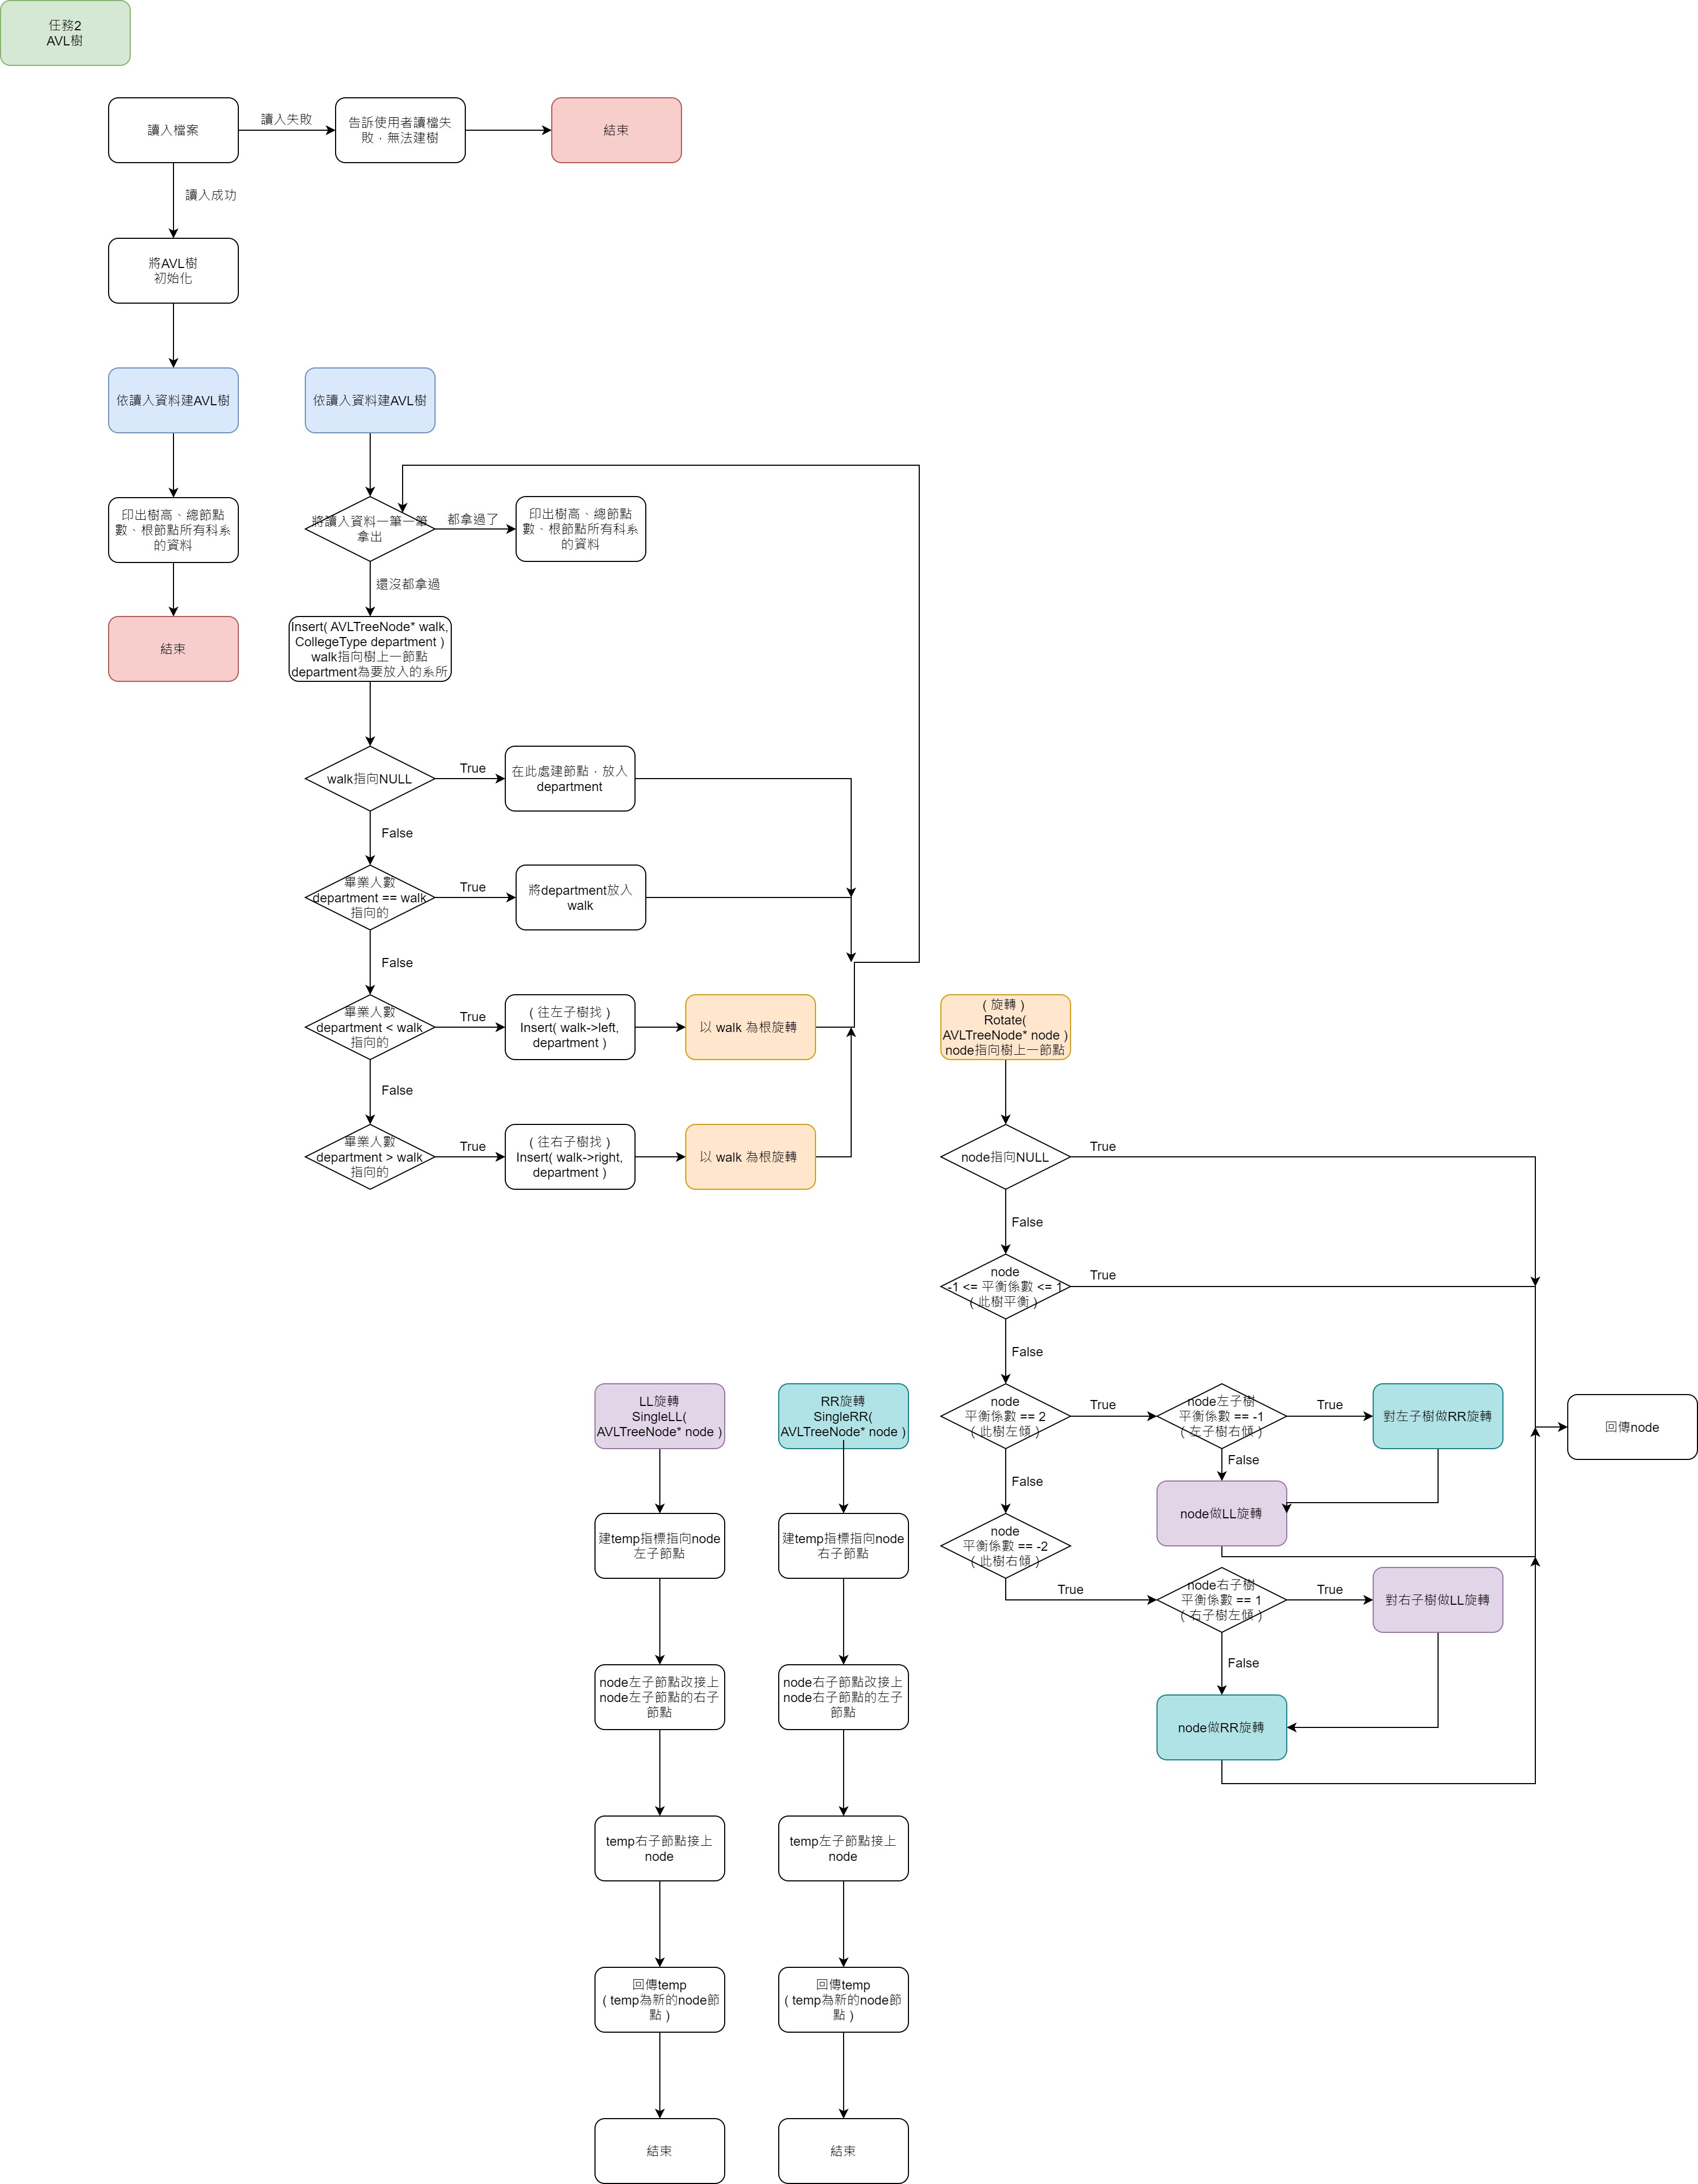 任務2
AVL樹
讀入檔案
讀入失敗
告訴使用者讀檔失
敗，無法建樹
結束
讀入成功
將AVL樹
初始化
依讀入資料建AVL樹
印出樹高、總節點
數、根節點所有科系
的資料
結束
依讀入資料建AVL樹
將讀入資料一筆一筆
拿出
都拿過了
印出樹高、總節點
數、根節點所有科系
的資料
還沒都拿過
Insert( AVLTreeNode* walk,
CollegeType department )
walk指向樹上一節點
department為要放入的系所
walk指向NULL
True
在此處建節點，放入
department
False
畢業人數
department == walk
指向的
True
將department放入
walk
False
畢業人數
department < walk
指向的
True
( 往左子樹找 )
Insert( walk->left,
department )
以 walk 為根旋轉
False
畢業人數
department > walk
指向的
True
( 往右子樹找 )
Insert( walk->right,
department )
以 walk 為根旋轉
( 旋轉 )
Rotate(
AVLTreeNode* node )
node指向樹上一節點
node指向NULL
True
False
node
-1 <= 平衡係數 <= 1
( 此樹平衡 )
True
False
node
平衡係數 == 2
( 此樹左傾 )
True
node左子樹
平衡係數 == -1
( 左子樹右傾 )
True
對左子樹做RR旋轉
False
node做LL旋轉
回傳node
False
node
平衡係數 == -2
( 此樹右傾 )
True
node右子樹
平衡係數 == 1
( 右子樹左傾 )
True
對右子樹做LL旋轉
False
node做RR旋轉
LL旋轉
SingleLL(
AVLTreeNode* node )
建temp指標指向node
左子節點
node左子節點改接上
node左子節點的右子
節點
temp右子節點接上
node
回傳temp
( temp為新的node節
點 )
結束
RR旋轉
SingleRR(
AVLTreeNode* node )
建temp指標指向node
右子節點
node右子節點改接上
node右子節點的左子
節點
temp左子節點接上
node
回傳temp
( temp為新的node節
點 )
結束